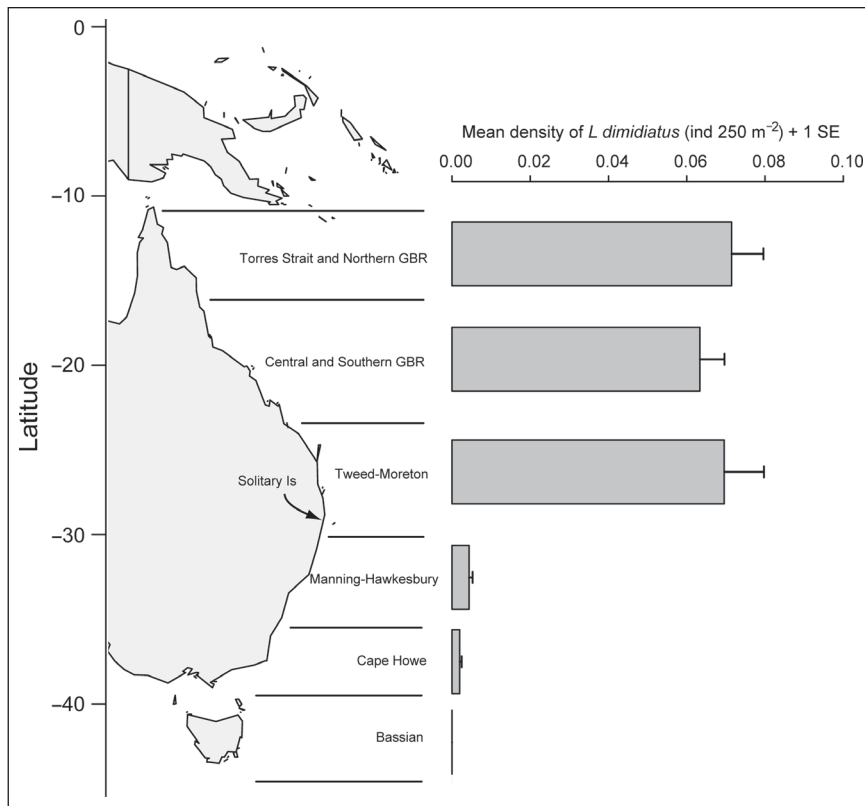 0
Mean density of L dimidiatus (ind 250 m⁻²) + 1 SE
0.00 0.02 0.04 0.06 0.08 0.10
−10
Torres Strait and Northern GBR
−20
Central and Southern GBR
Latitude
Tweed-Moreton
Solitary Is
−30
Manning-Hawkesbury
Cape Howe
−40
Bassian